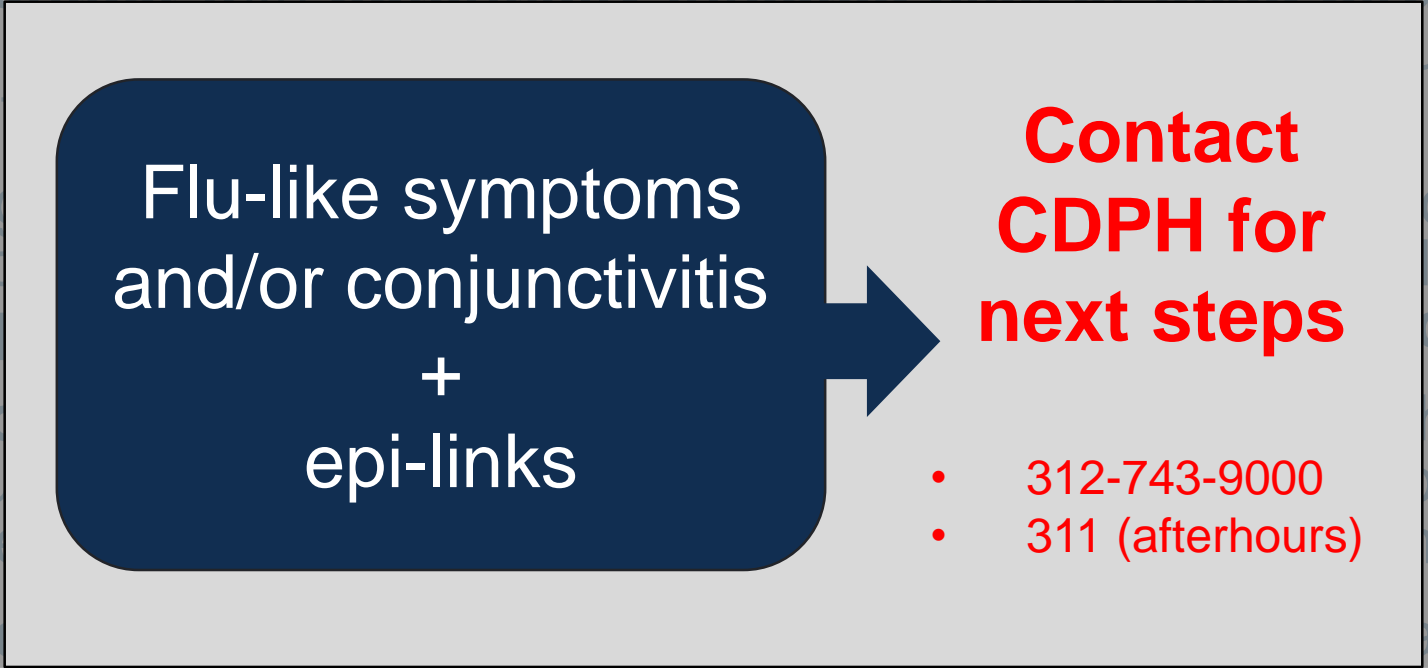 Flu-like symptoms
and/or conjunctivitis
+
epi-links
Contact
CDPH for
next steps
• 312-743-9000
• 311 (afterhours)